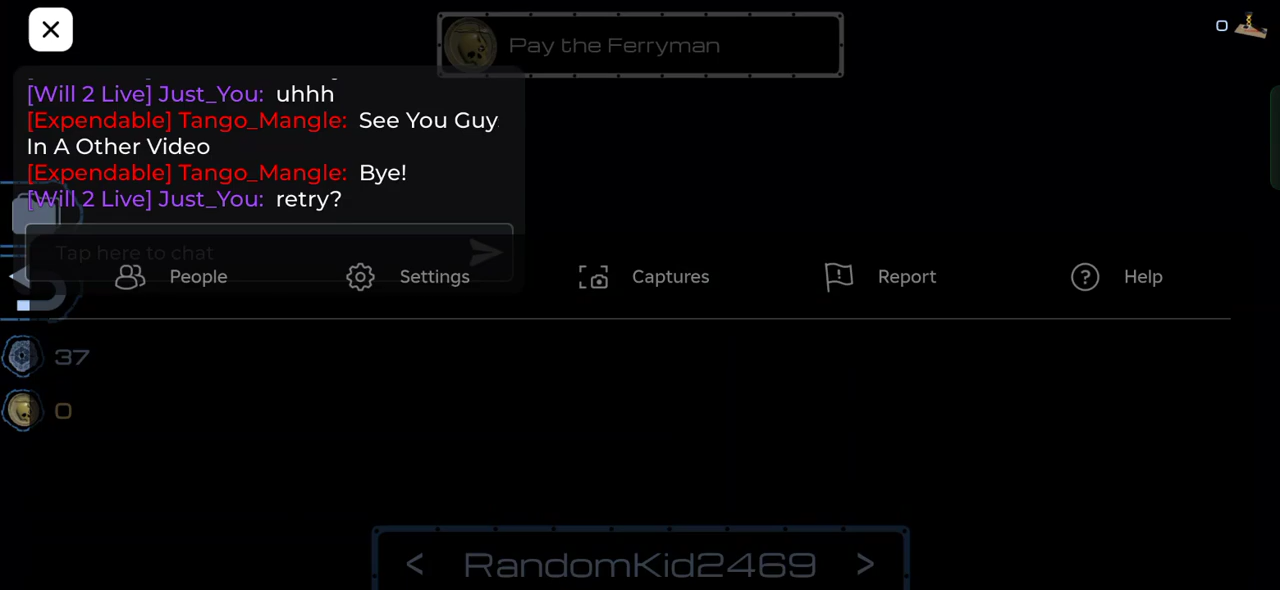 Pay the Ferryman
0
[Will 2 Live] Just_You: uhhh
[Expendable] Tango_Mangle: See You Guy
In A Other Video
[Expendable] Tango_Mangle: Bye!
[Will 2 Live] Just_You: retry?
Tap here to chat
People
Settings
Captures
Report
Help
37
0
< RandomKid2469 >